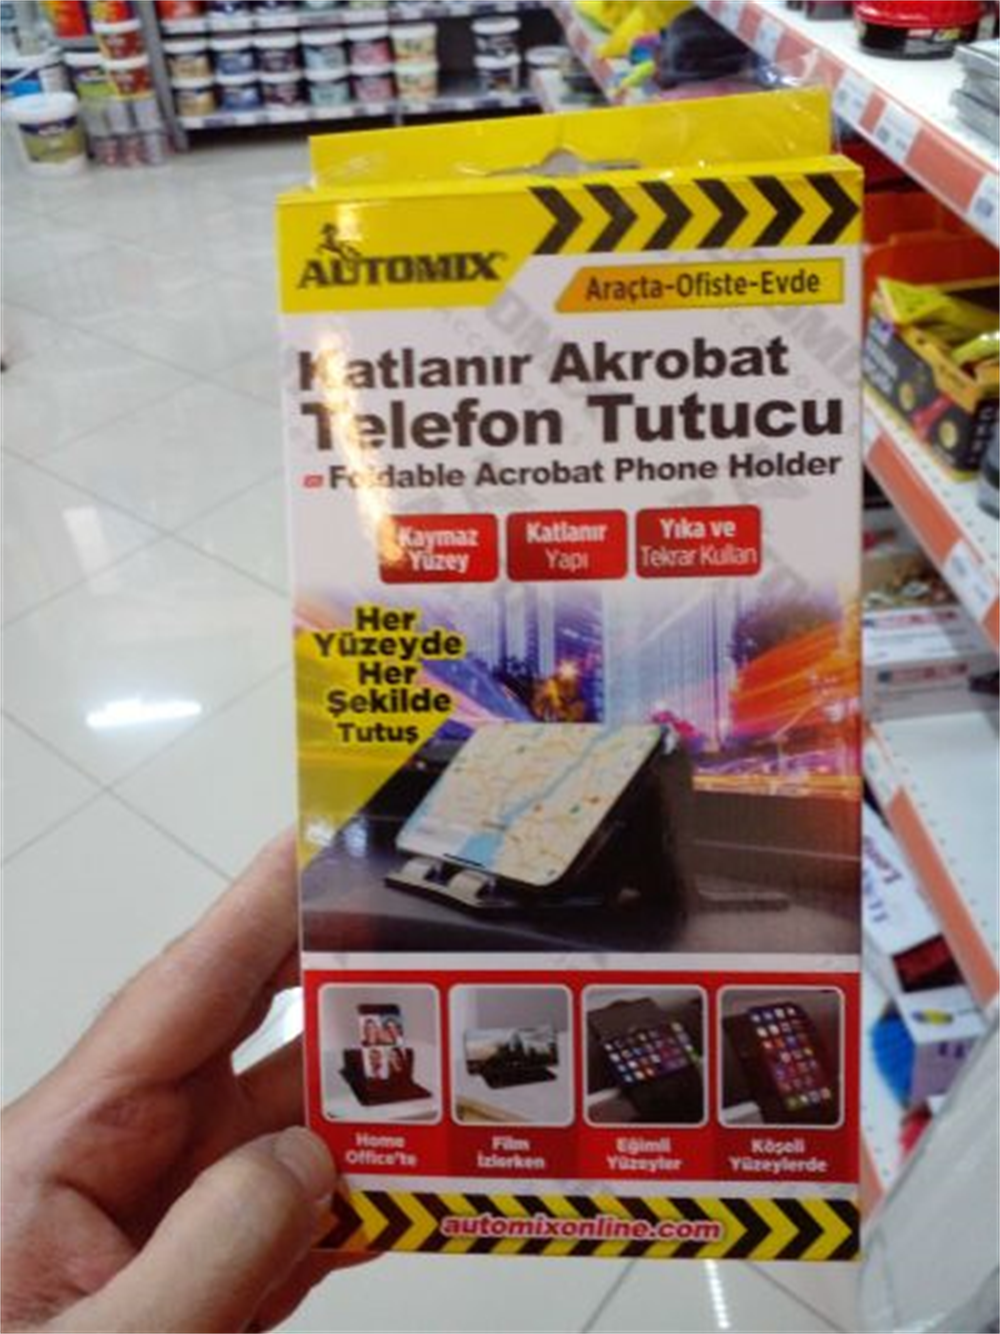 AUTOMIX
Araçta-Ofiste-Evde
Katlanır Akrobat
Telefon Tutucu
Foldable Acrobat Phone Holder
Kaymaz
Yüzey
Katlanır
Yapı
Yıka ve
Tekrar Kullan
Her
Yüzeyde
Her
Şekilde
Tutuş
Home
Office'te
Film
İzlerken
Eğimli
Yüzeyler
Köşeli
Yüzeylerde
automixonline.com